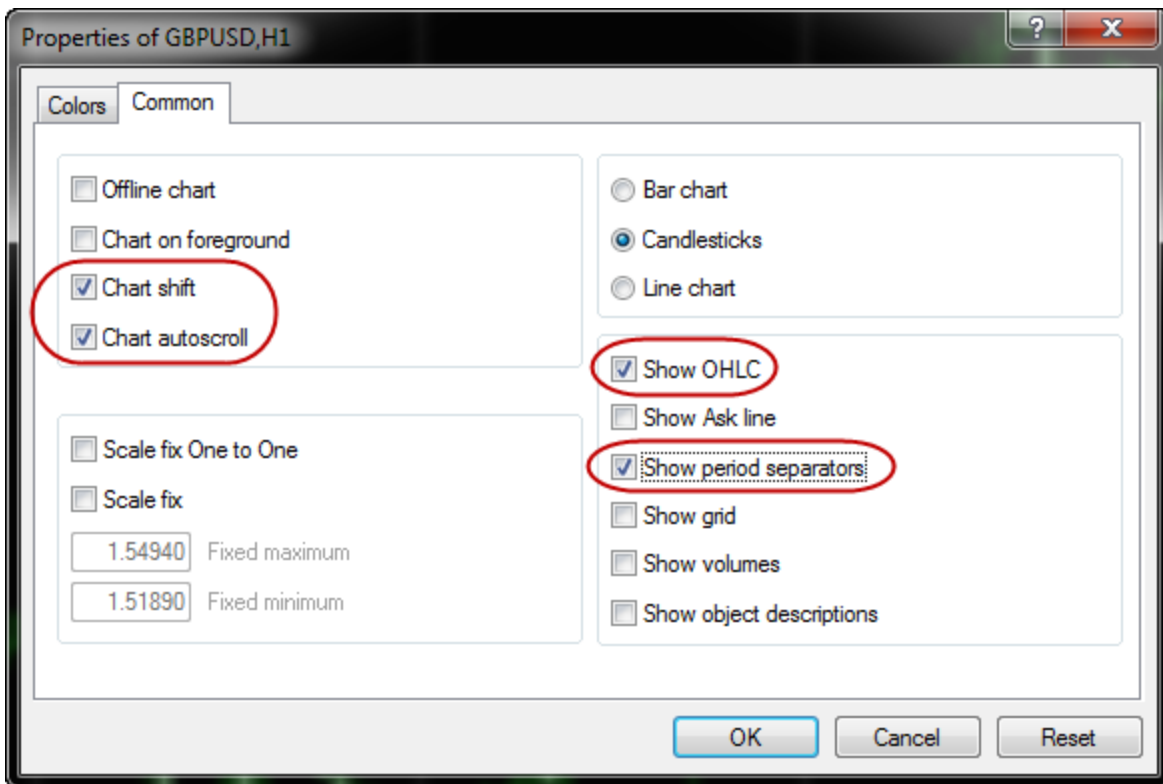 Properties of GBPUSD,H1
?
X
Colors
Common
Offline chart
Chart on foreground
Chart shift
Chart autoscroll
Scale fix One to One
Scale fix
1.54940 Fixed maximum
1.51890 Fixed minimum
Bar chart
Candlesticks
Line chart
Show OHLC
Show Ask line
Show period separators
Show grid
Show volumes
Show object descriptions
OK
Cancel
Reset